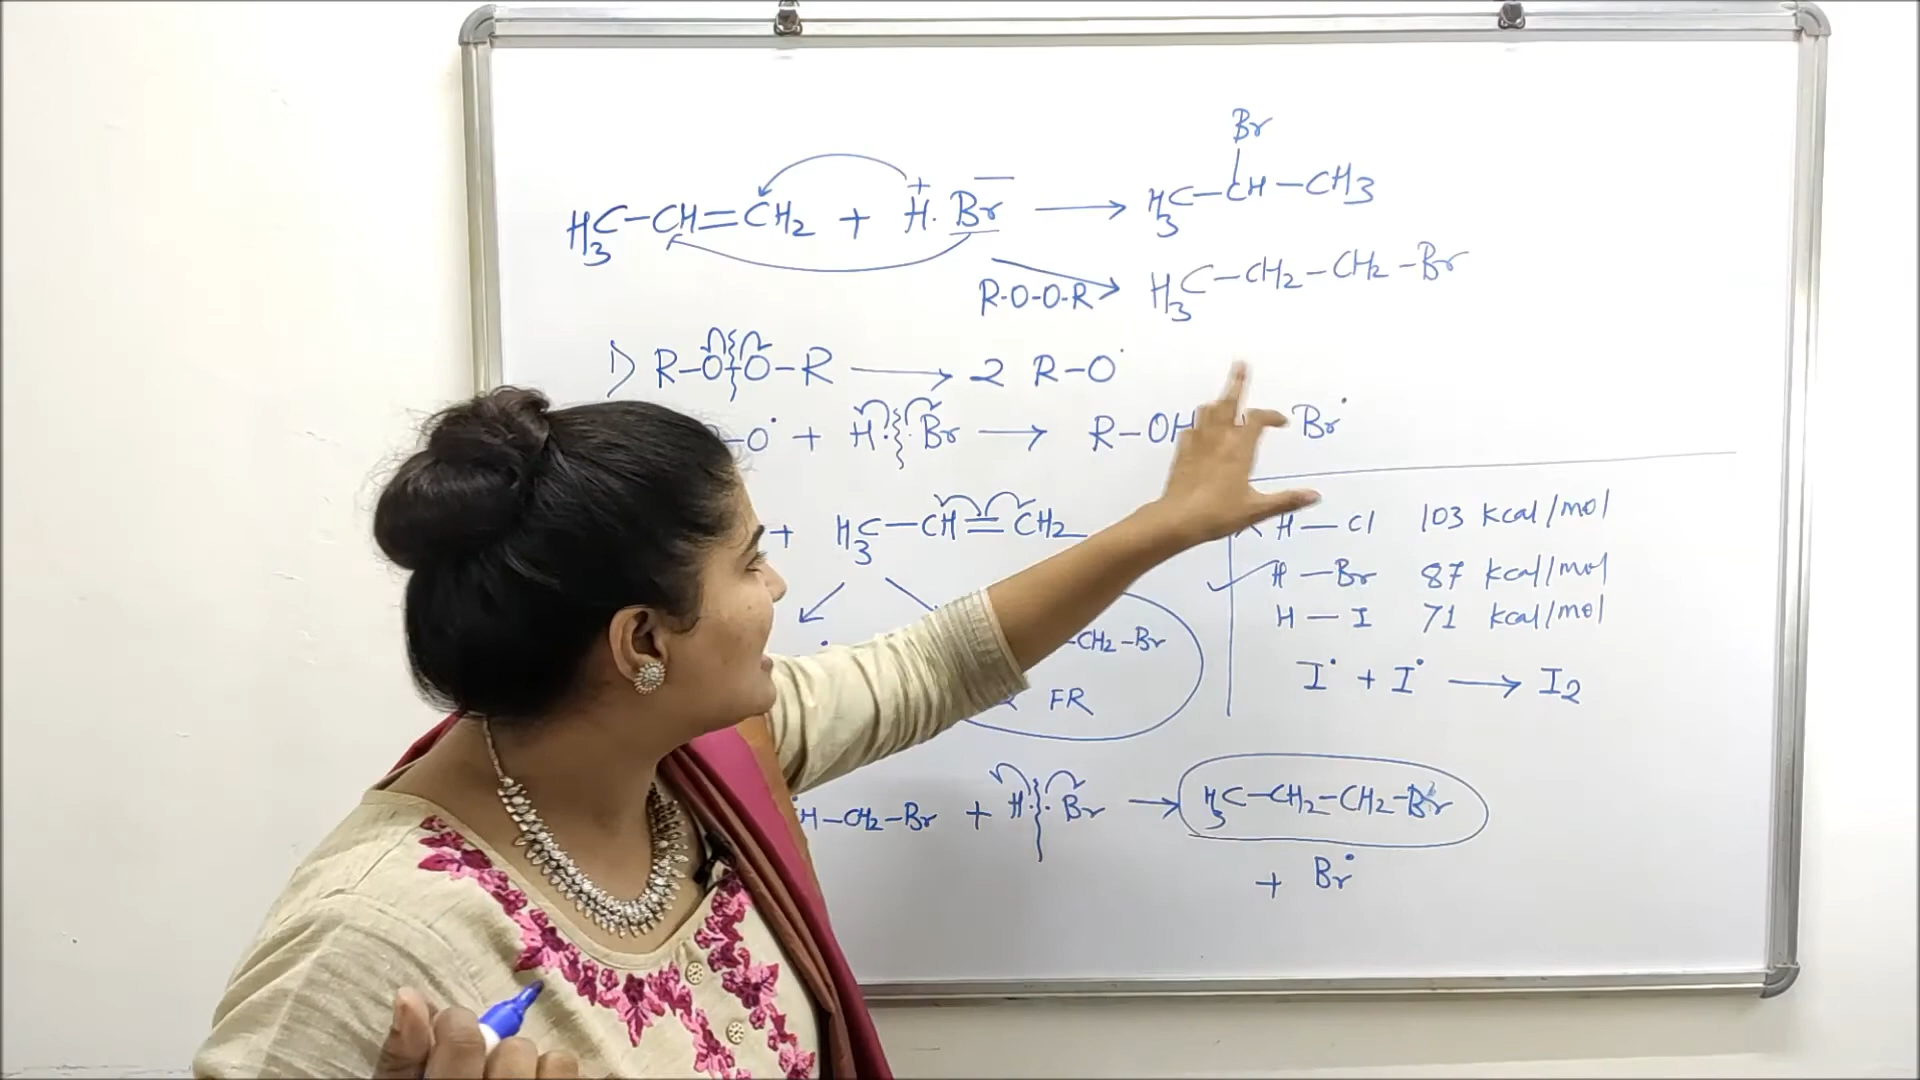 Br
H3C-CH=CH2 + H⁺. Br⁻ → H3C-CH-CH3
R-O-O-R → H3C-CH2-CH2-Br
1) R-O-O-R → 2 R-O•
-O• + H•• Br → R-OH Br•
+ H3C-CH=CH2
H-Cl 103 kcal/mol
H-Br 87 kcal/mol
H-I 71 kcal/mol
-CH2-Br
FR
I• + I• → I2
H-CH2-Br + H•• Br → H3C-CH2-CH2-Br
+ Br•